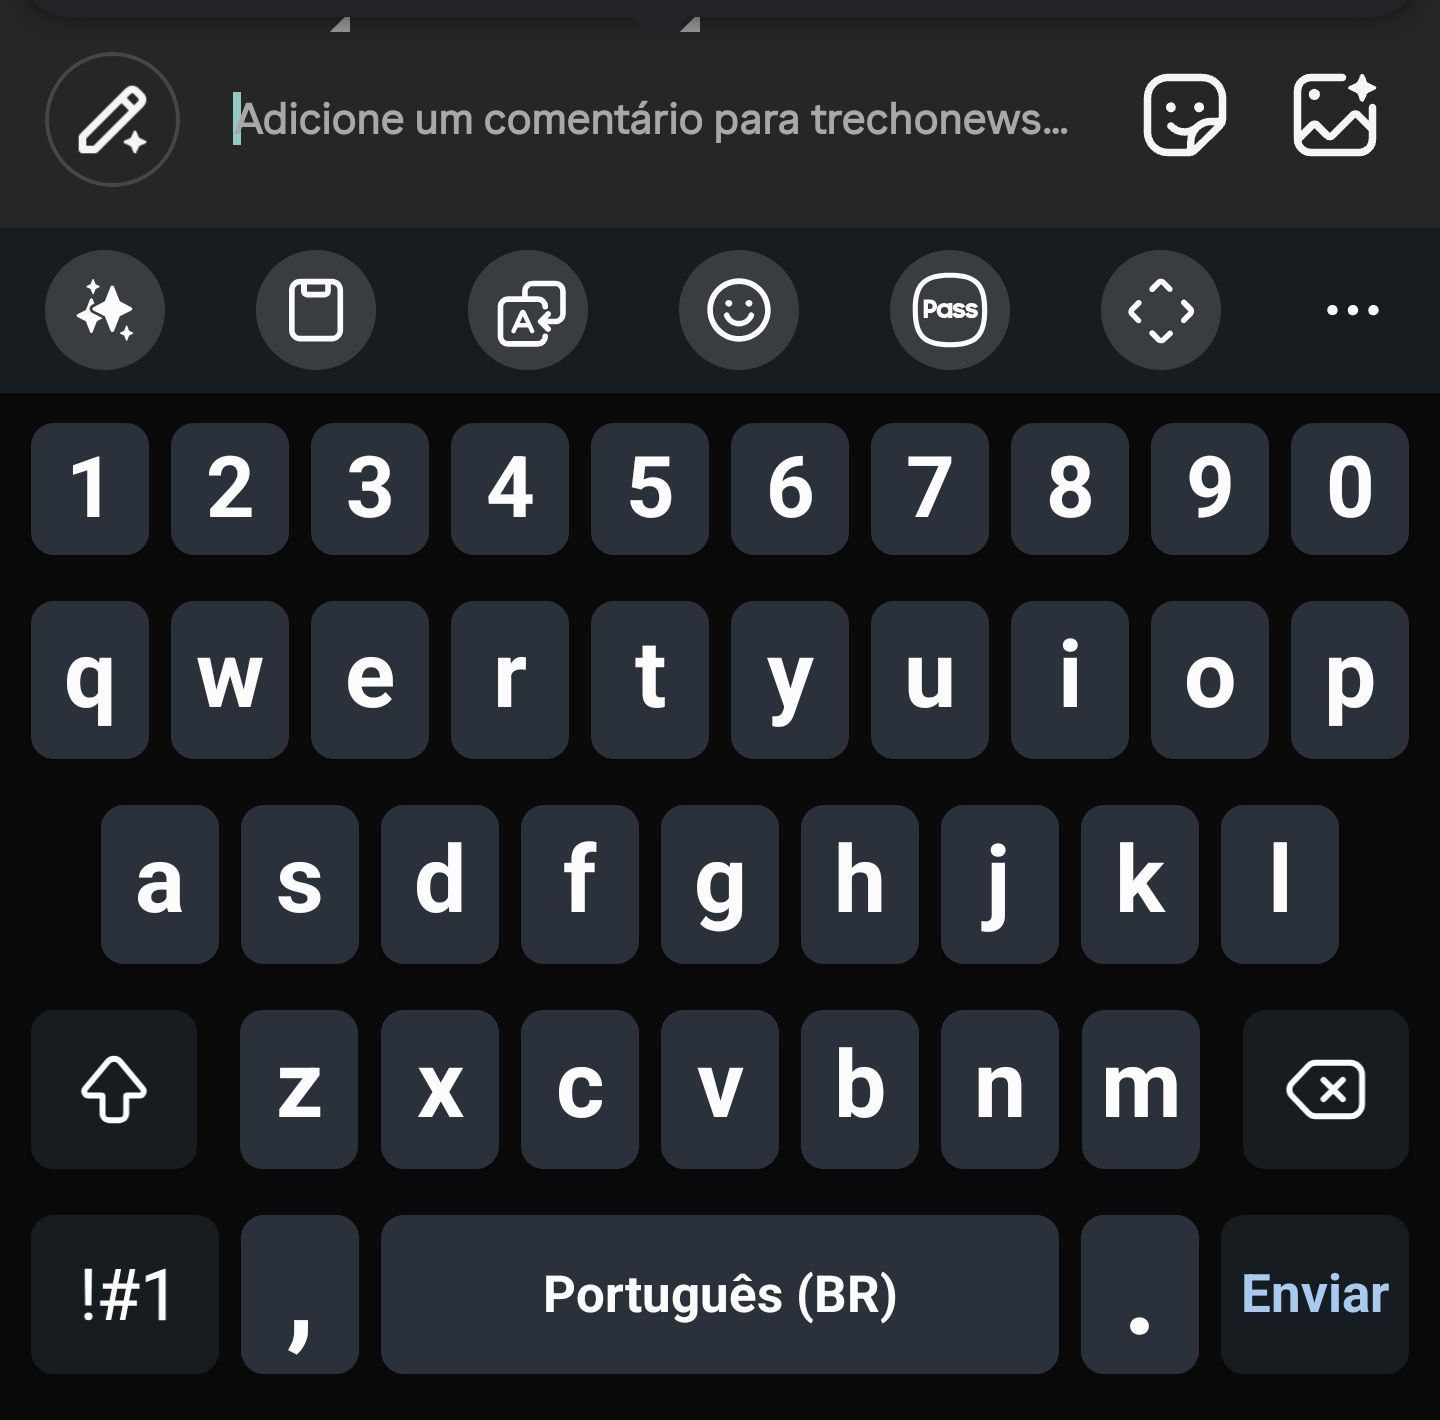 Adicione um comentário para trechonews...
A
Pass
1 2 3 4 5 6 7 8 9 0
q w e r t y u i o p
a s d f g h j k l
z x c v b n m
!#1 , Português (BR) . Enviar